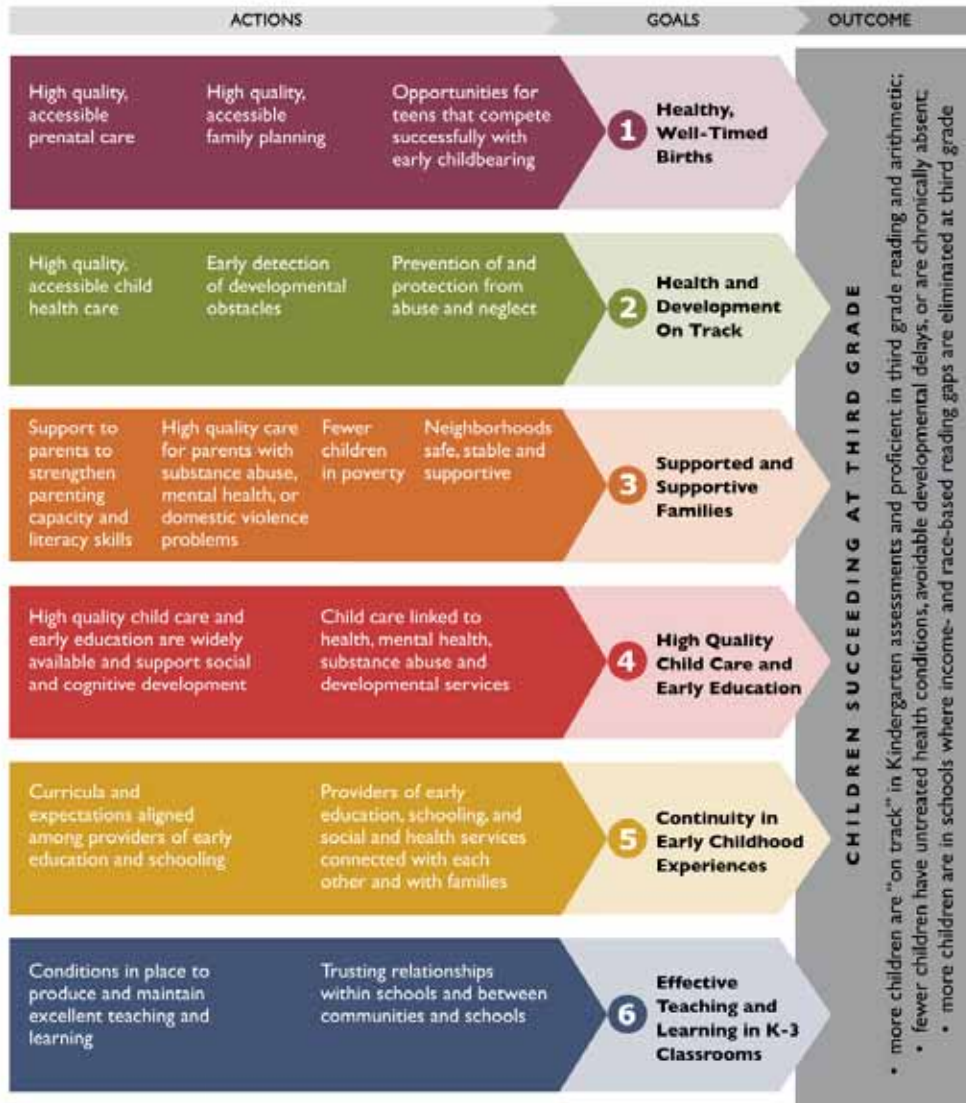 ACTIONS
GOALS
OUTCOME
High quality,
accessible
prenatal care
High quality,
accessible
family planning
Opportunities for
teens that compete
successfully with
early childbearing
1
Healthy,
Well-Timed
Births
High quality,
accessible child
health care
Early detection
of developmental
obstacles
Prevention of and
protection from
abuse and neglect
2
Health and
Development
On Track
Support to
parents to
strengthen
parenting
capacity and
literacy skills
High quality care
for parents with
substance abuse,
mental health, or
domestic violence
problems
Fewer
children
in poverty
Neighborhoods
safe, stable and
supportive
3
Supported and
Supportive
Families
High quality child care and
early education are widely
available and support social
and cognitive development
Child care linked to
health, mental health,
substance abuse and
developmental services
4
High Quality
Child Care and
Early Education
Curricula and
expectations aligned
among providers of early
education and schooling
Providers of early
education, schooling, and
social and health services
connected with each
other and with families
5
Continuity in
Early Childhood
Experiences
Conditions in place to
produce and maintain
excellent teaching and
learning
Trusting relationships
within schools and between
communities and schools
6
Effective
Teaching and
Learning in K-3
Classrooms
CHILDREN SUCCEEDING AT THIRD GRADE
• more children are "on track" in Kindergarten assessments and proficient in third grade reading and arithmetic;
• fewer children have untreated health conditions, avoidable developmental delays, or are chronically absent;
• more children are in schools where income- and race-based reading gaps are eliminated at third grade